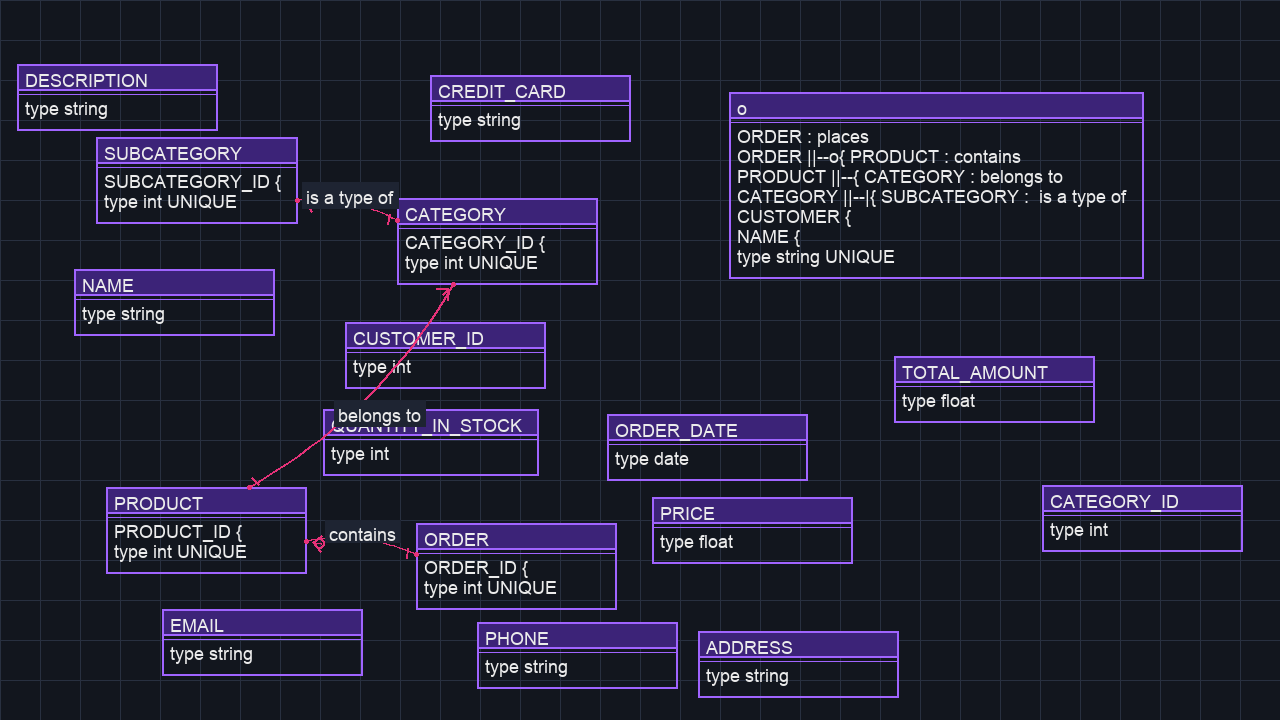 DESCRIPTION
type string
CREDIT_CARD
type string
o
ORDER : places
ORDER ||--o{ PRODUCT : contains
PRODUCT ||--{ CATEGORY : belongs to
CATEGORY ||--|{ SUBCATEGORY :  is a type of
CUSTOMER {
NAME {
type string UNIQUE
SUBCATEGORY
SUBCATEGORY_ID {
type int UNIQUE
is a type of
CATEGORY
CATEGORY_ID {
type int UNIQUE
NAME
type string
CUSTOMER_ID
type int
TOTAL_AMOUNT
type float
belongs to
QUANTITY_IN_STOCK
type int
ORDER_DATE
type date
PRODUCT
PRODUCT_ID {
type int UNIQUE
contains
ORDER
ORDER_ID {
type int UNIQUE
PRICE
type float
CATEGORY_ID
type int
EMAIL
type string
PHONE
type string
ADDRESS
type string